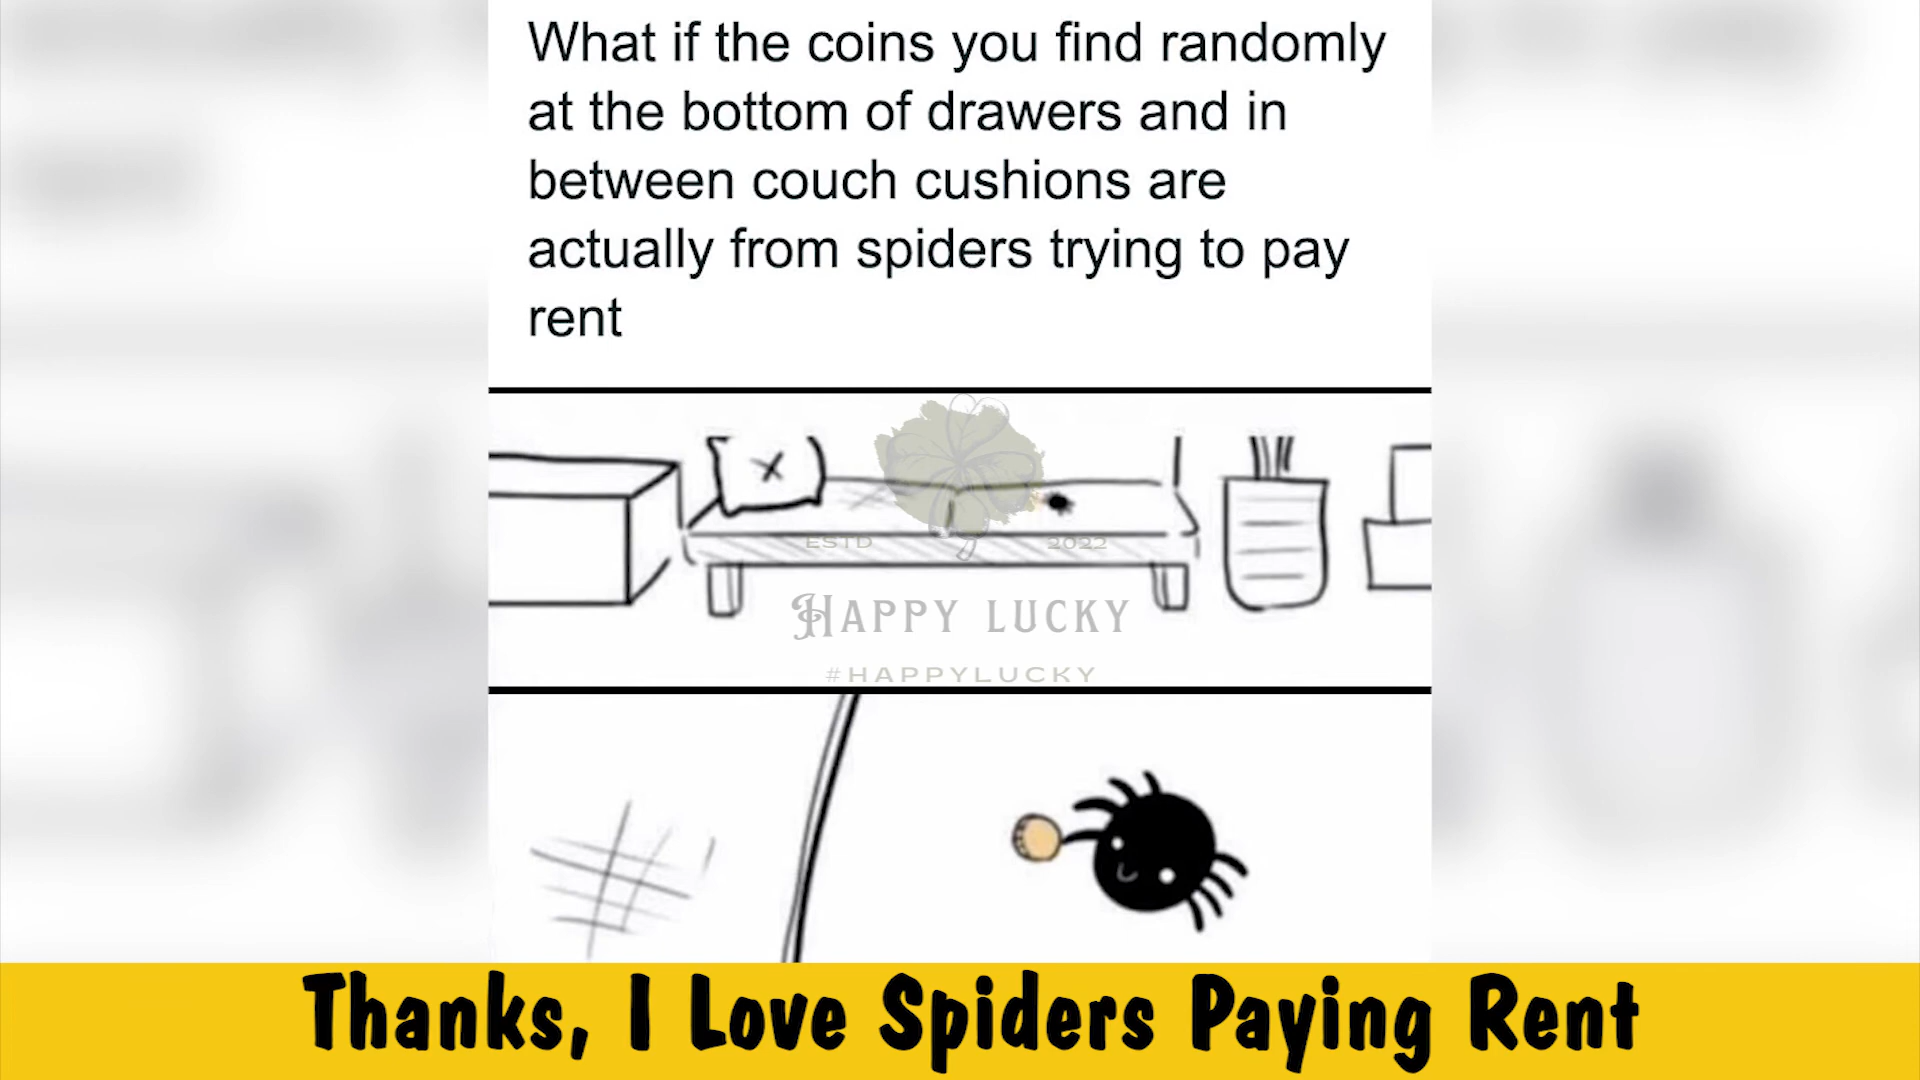 What if the coins you find randomly
at the bottom of drawers and in
between couch cushions are
actually from spiders trying to pay
rent
ESTD 2022
HAPPY LUCKY
#HAPPYLUCKY
Thanks, I Love Spiders Paying Rent